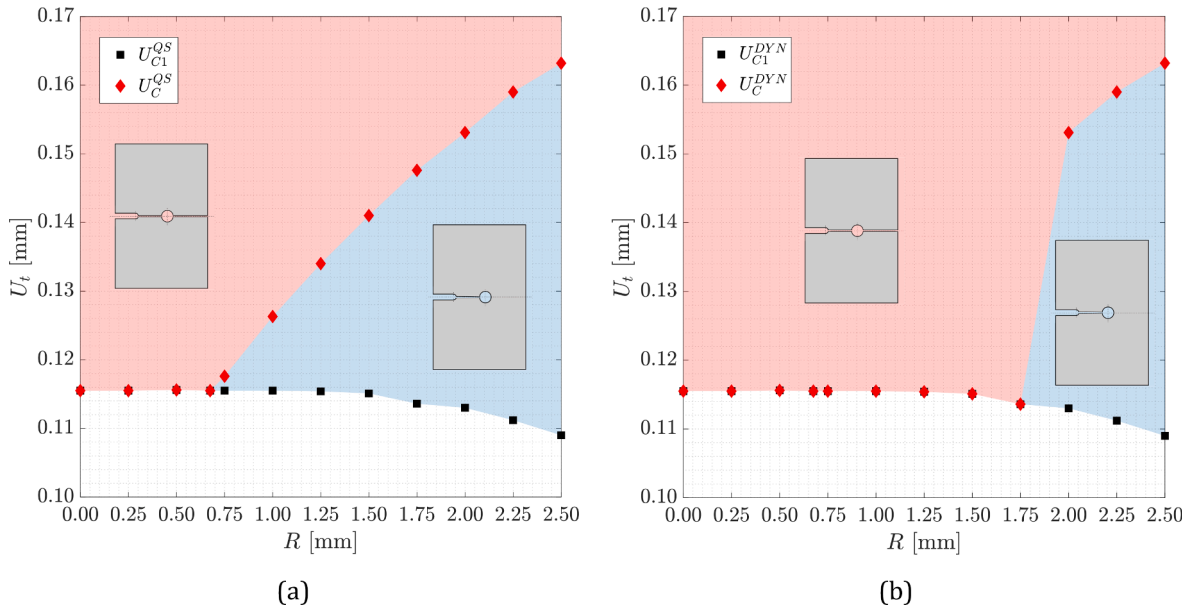 0.17
0.16
0.15
0.14
0.13
0.12
0.11
0.10
U_t [mm]
U_{C1}^{QS}
U_C^{QS}
0.00 0.25 0.50 0.75 1.00 1.25 1.50 1.75 2.00 2.25 2.50
R [mm]
(a)
0.17
0.16
0.15
0.14
0.13
0.12
0.11
0.10
U_t [mm]
U_{C1}^{DYN}
U_C^{DYN}
0.00 0.25 0.50 0.75 1.00 1.25 1.50 1.75 2.00 2.25 2.50
R [mm]
(b)